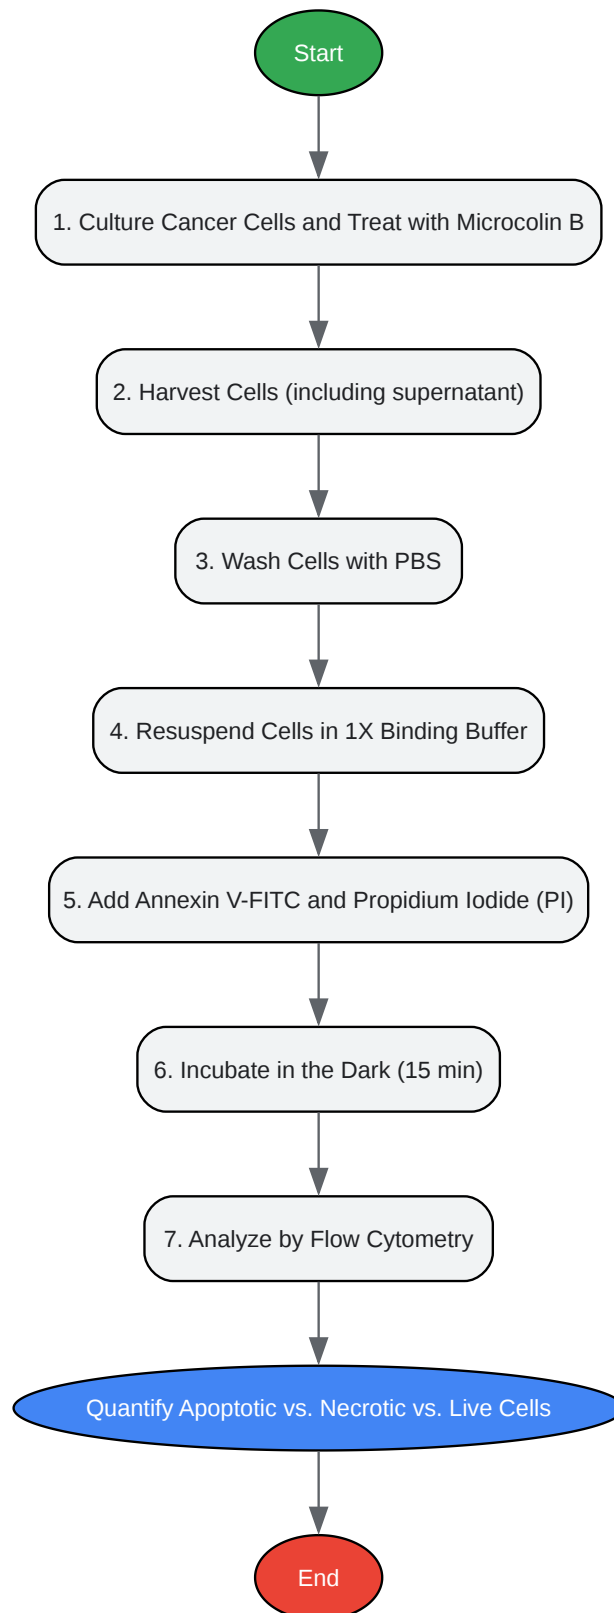 Start
1. Culture Cancer Cells and Treat with Microcolin B
2. Harvest Cells (including supernatant)
3. Wash Cells with PBS
4. Resuspend Cells in 1X Binding Buffer
5. Add Annexin V-FITC and Propidium Iodide (PI)
6. Incubate in the Dark (15 min)
7. Analyze by Flow Cytometry
Quantify Apoptotic vs. Necrotic vs. Live Cells
End